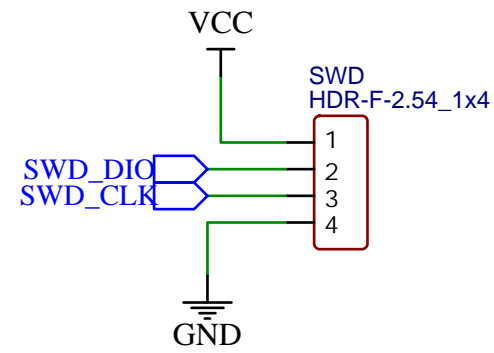 VCC
SWD
HDR-F-2.54_1x4
1
SWD_DIO 2
SWD_CLK 3
4
GND